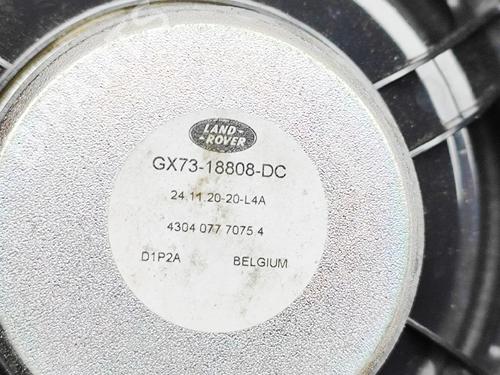 LAND-
ROVER
GX73-18808-DC
24.11.20-20-L4A
4304 077 7075 4
D1P2A BELGIUM